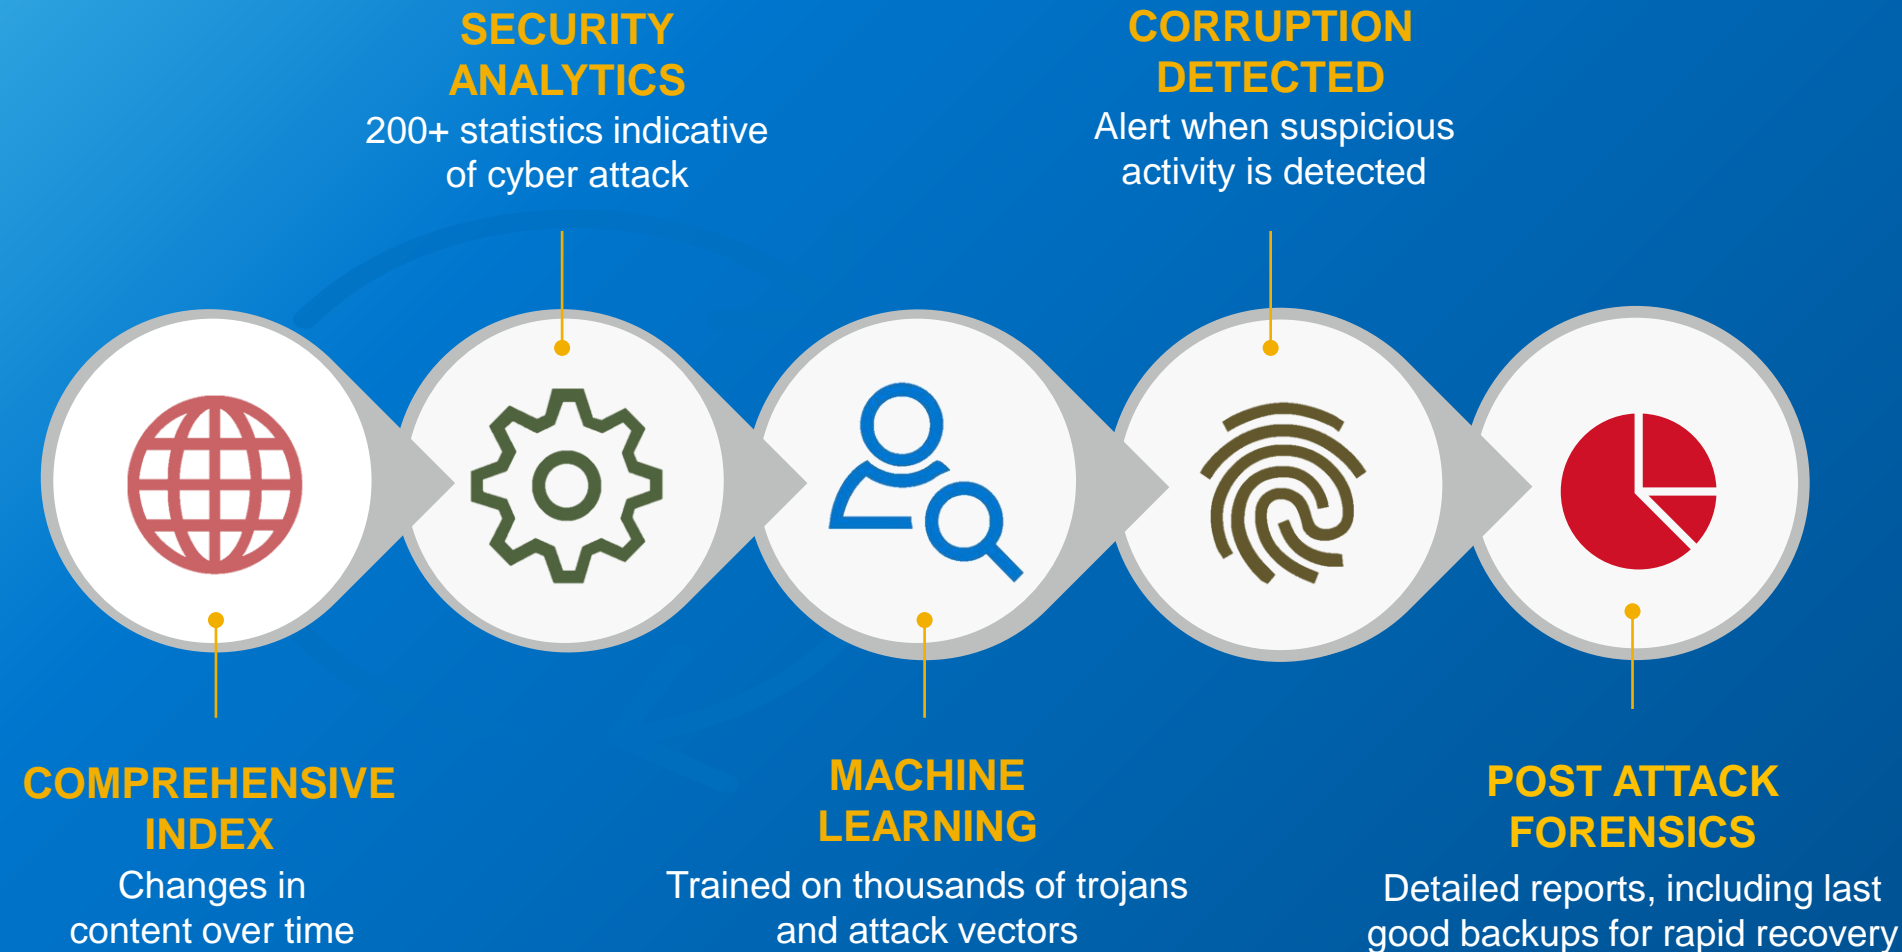 SECURITY
ANALYTICS
200+ statistics indicative
of cyber attack
CORRUPTION
DETECTED
Alert when suspicious
activity is detected
COMPREHENSIVE
INDEX
Changes in
content over time
MACHINE
LEARNING
Trained on thousands of trojans
and attack vectors
POST ATTACK
FORENSICS
Detailed reports, including last
good backups for rapid recovery